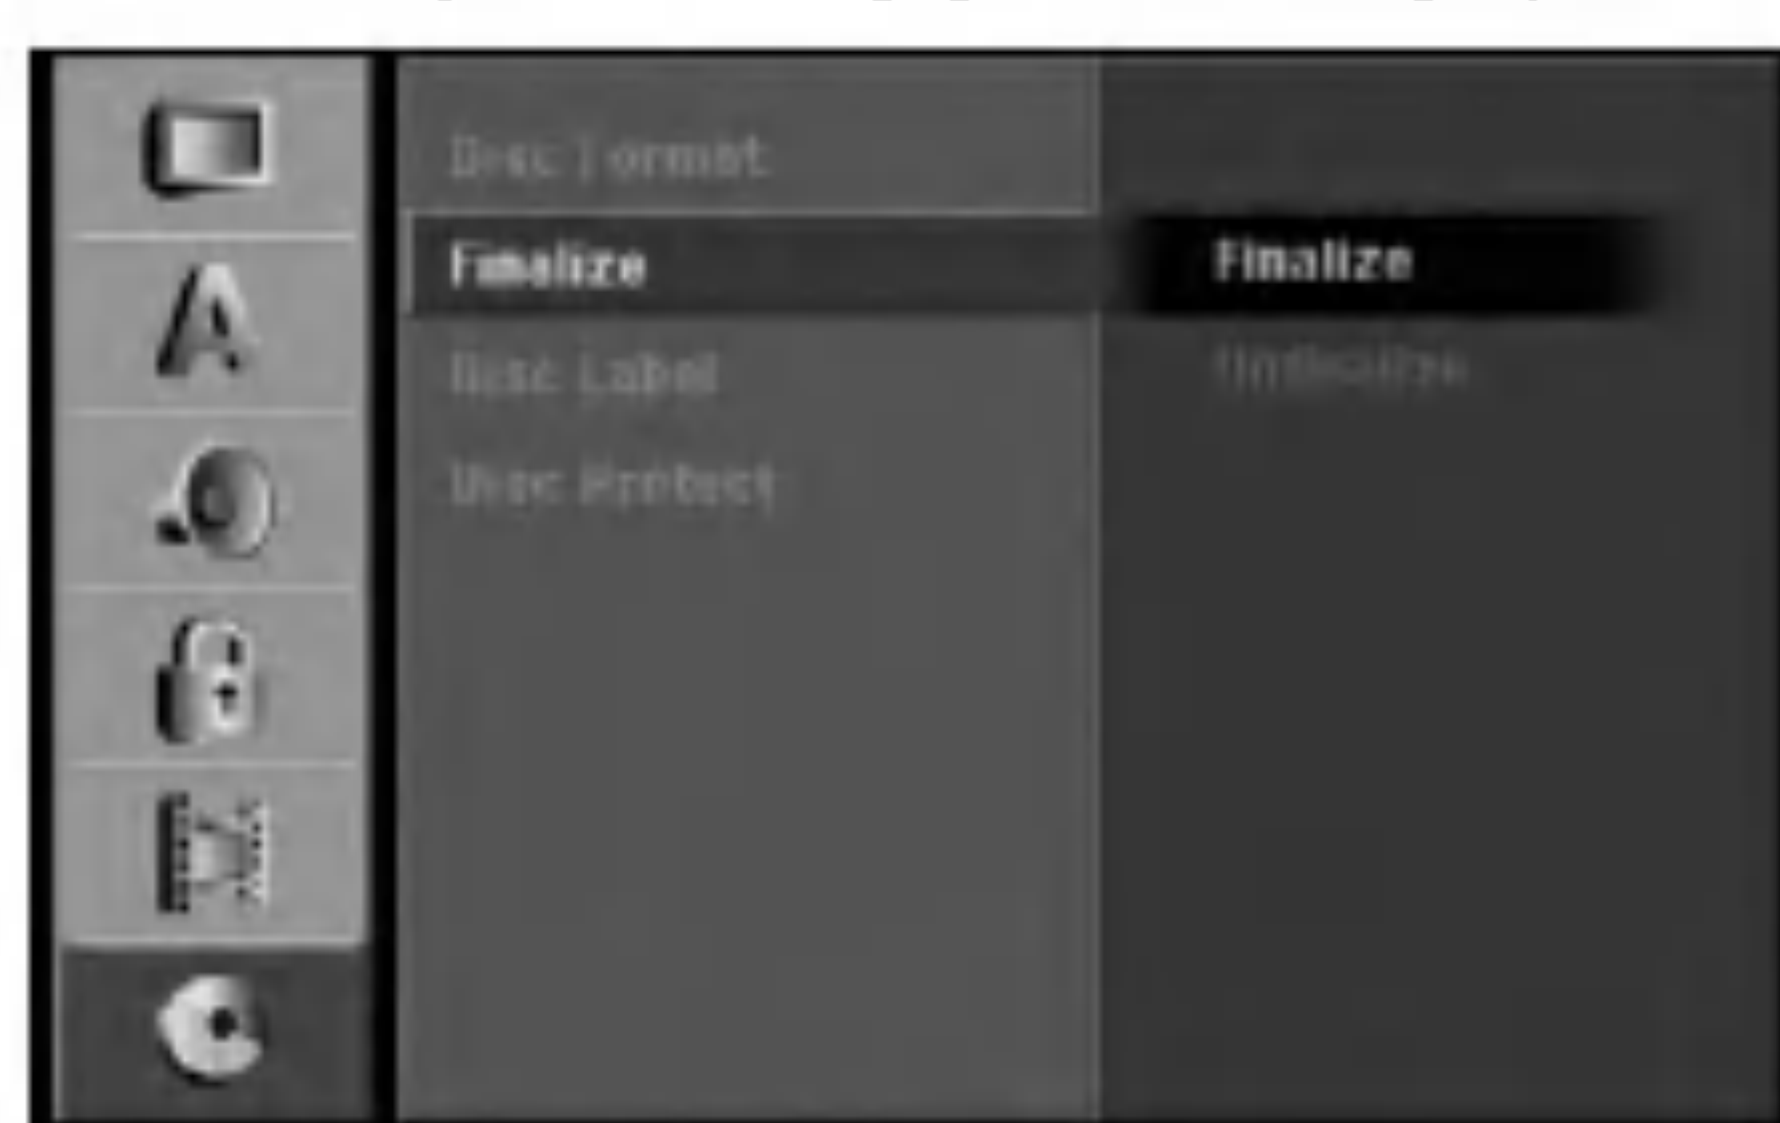 Disc Format
Finalize
Finalize
Disc Label
Unfinalize
Disc Protect